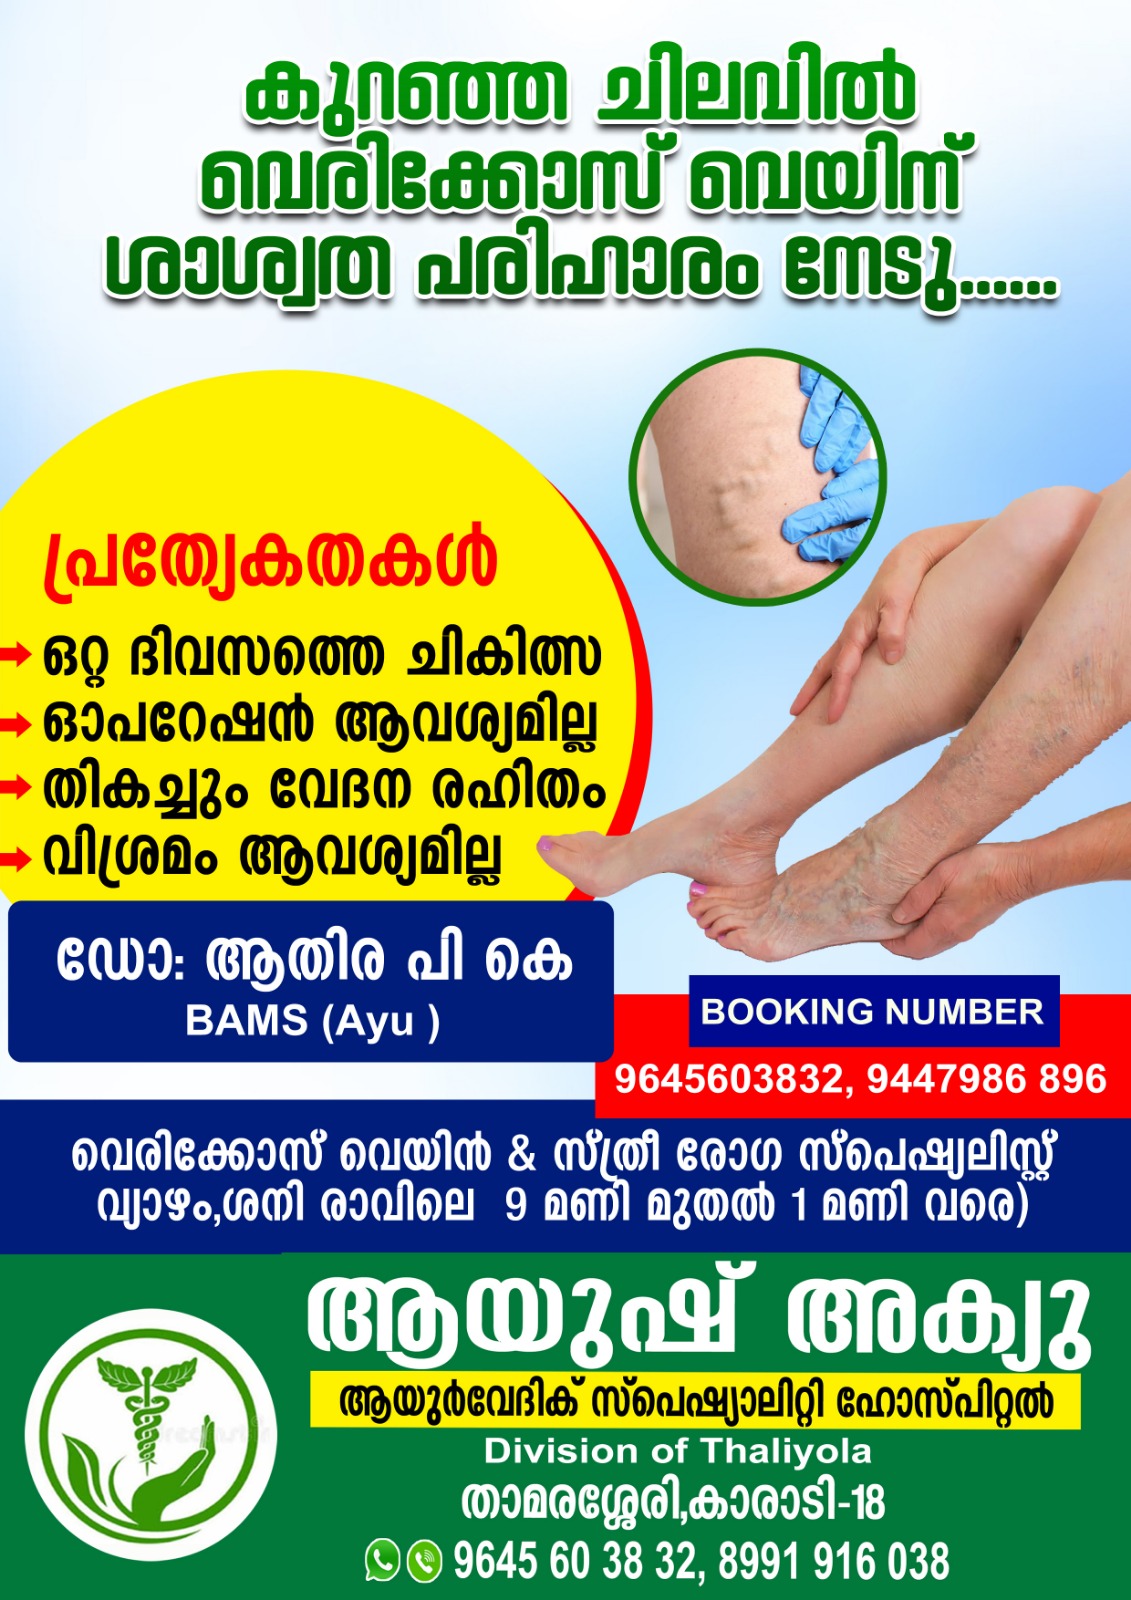 കുറഞ്ഞ ചിലവിൽ
വെരിക്കോസ് വെയിന്
ശാശ്വത പരിഹാരം നേടൂ......
പ്രത്യേകതകൾ
ഒറ്റ ദിവസത്തെ ചികിത്സ
ഓപറേഷൻ ആവശ്യമില്ല
തികച്ചും വേദന രഹിതം
വിശ്രമം ആവശ്യമില്ല
ഡോ: ആതിര പി കെ
BAMS (Ayu )
BOOKING NUMBER
9645603832, 9447986 896
വെരിക്കോസ് വെയിൻ & സ്ത്രീ രോഗ സ്പെഷ്യലിസ്റ്റ്
വ്യാഴം,ശനി രാവിലെ 9 മണി മുതൽ 1 മണി വരെ)
ആയുഷ് അക്യു
ആയുർവേദിക് സ്പെഷ്യാലിറ്റി ഹോസ്പിറ്റൽ
Division of Thaliyola
താമരശ്ശേരി,കാരാടി-18
9645 60 38 32, 8991 916 038